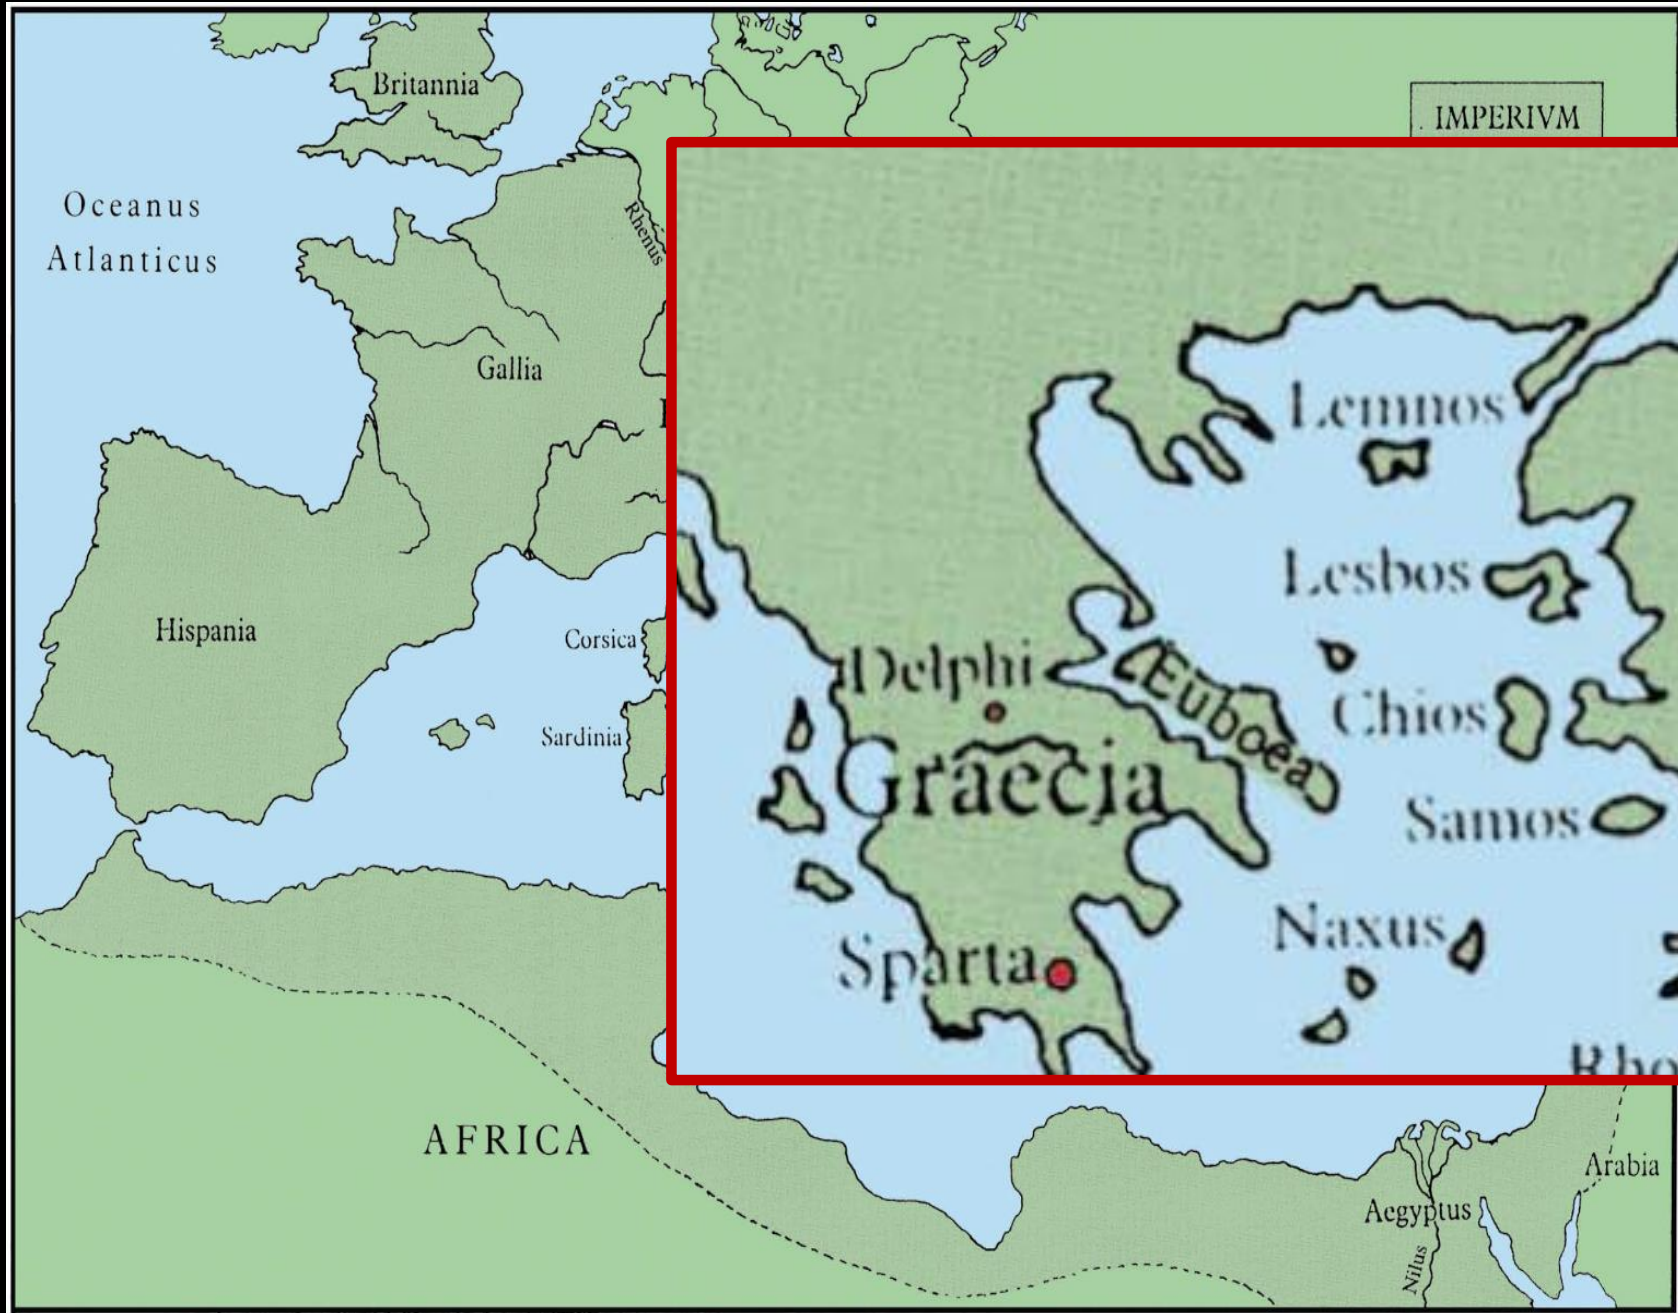 Britannia
IMPERIVM
Oceanus
Atlanticus
Rhenus
Gallia
Hispania
Corsica
Sardinia
Lemnos
Lesbos
Delphi
Euboea
Chios
Graecia
Samos
Naxus
Sparta
AFRICA
Arabia
Aegyptus
Nilus